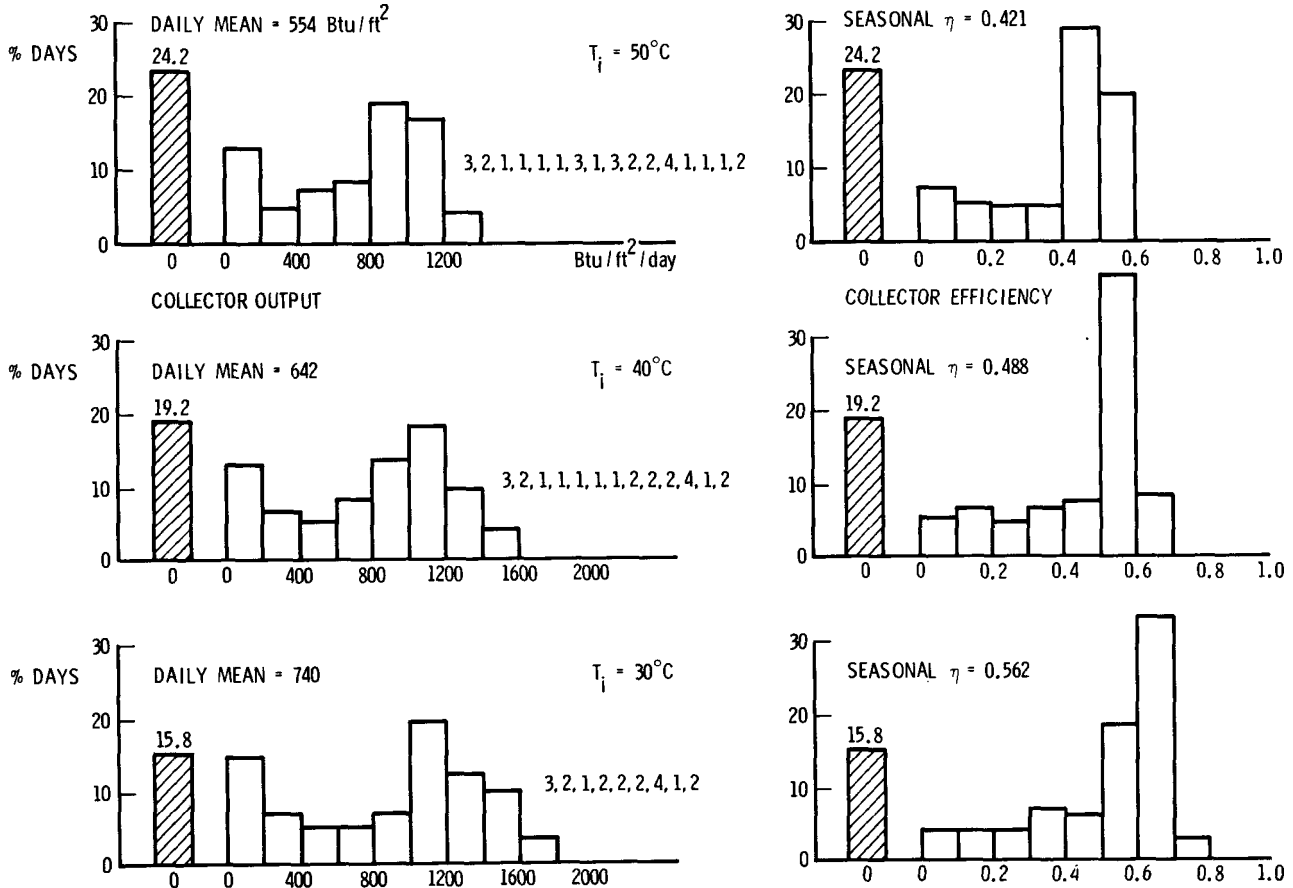 30
DAILY MEAN = 554 Btu/ft²
% DAYS
24.2
T_i = 50°C
20
10
3, 2, 1, 1, 1, 1, 3, 1, 3, 2, 2, 4, 1, 1, 1, 2
0
0 0 400 800 1200 Btu/ft²/day
COLLECTOR OUTPUT
30
SEASONAL η = 0.421
24.2
20
10
0
0 0 0.2 0.4 0.6 0.8 1.0
COLLECTOR EFFICIENCY
30
% DAYS
DAILY MEAN = 642
T_i = 40°C
19.2
20
10
3, 2, 1, 1, 1, 1, 1, 2, 2, 2, 4, 1, 2
0
0 0 400 800 1200 1600 2000
30
SEASONAL η = 0.488
19.2
20
10
0
0 0 0.2 0.4 0.6 0.8 1.0
30
% DAYS
DAILY MEAN = 740
T_i = 30°C
20
15.8
10
3, 2, 1, 2, 2, 2, 4, 1, 2
0
0 0 400 800 1200 1600 2000
30
SEASONAL η = 0.562
20
15.8
10
0
0 0 0.2 0.4 0.6 0.8 1.0